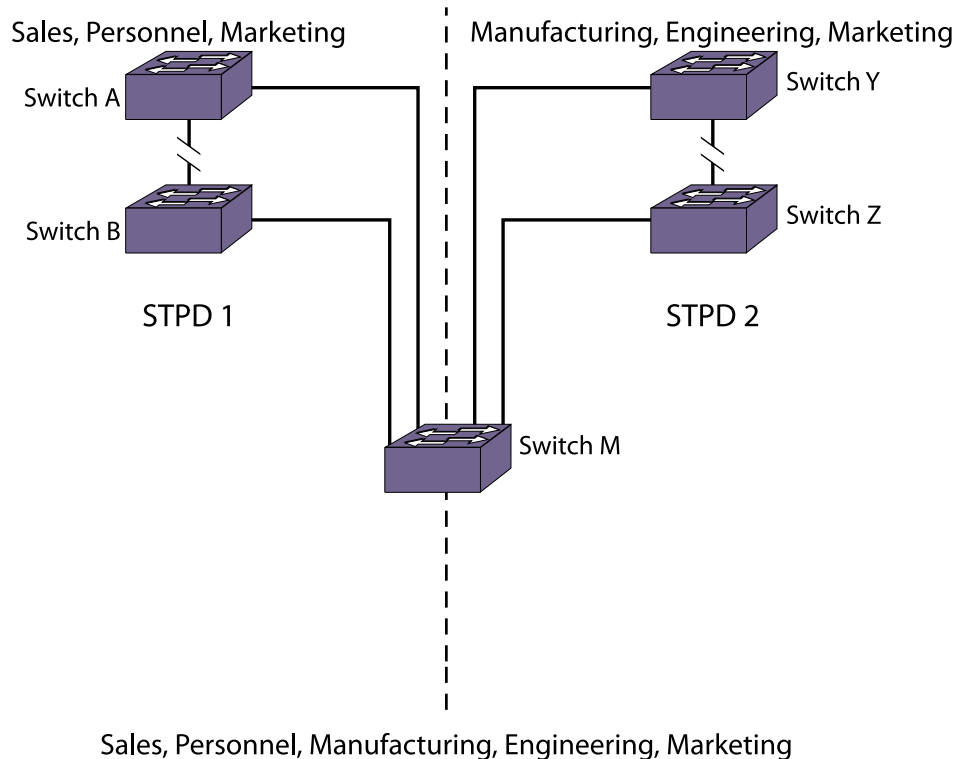 Sales, Personnel, Marketing
Manufacturing, Engineering, Marketing
Switch A
Switch Y
Switch B
Switch Z
STPD 1
STPD 2
Switch M
Sales, Personnel, Manufacturing, Engineering, Marketing